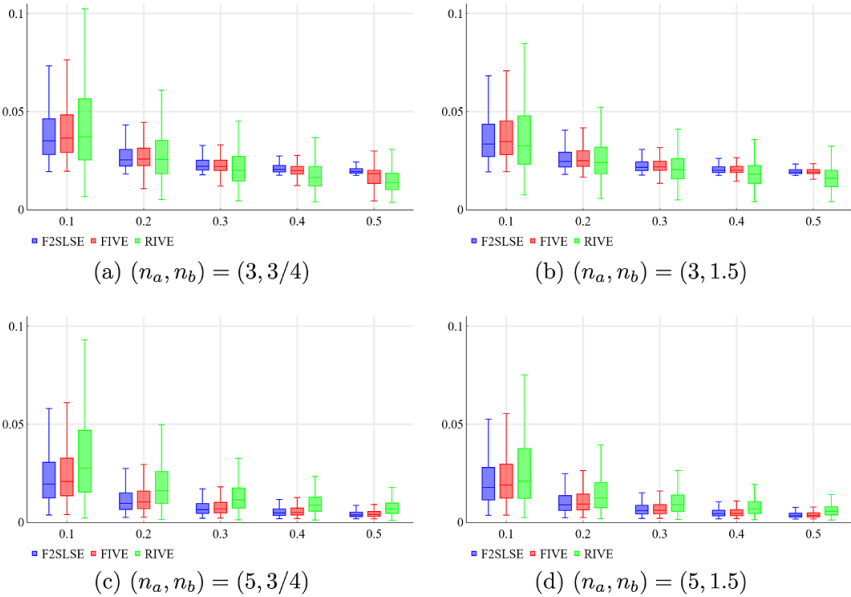 0.1 0.1
0.05 0.05
0 0
0.1 0.2 0.3 0.4 0.5 0.1 0.2 0.3 0.4 0.5
F2SLSE FIVE RIVE F2SLSE FIVE RIVE
(a) (n_a, n_b) = (3, 3/4) (b) (n_a, n_b) = (3, 1.5)
0.1 0.1
0.05 0.05
0 0
0.1 0.2 0.3 0.4 0.5 0.1 0.2 0.3 0.4 0.5
F2SLSE FIVE RIVE F2SLSE FIVE RIVE
(c) (n_a, n_b) = (5, 3/4) (d) (n_a, n_b) = (5, 1.5)